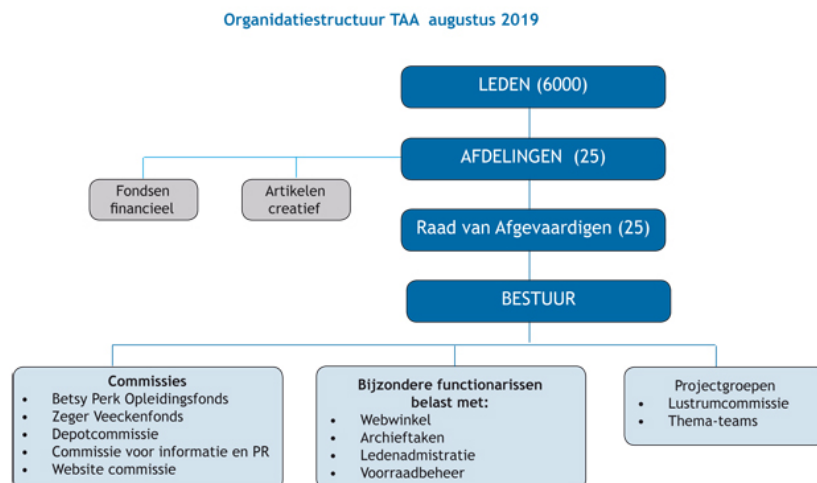 Organidatiestructuur TAA augustus 2019
LEDEN (6000)
AFDELINGEN (25)
Fondsen
financieel
Artikelen
creatief
Raad van Afgevaardigen (25)
BESTUUR
Commissies
• Betsy Perk Opleidingsfonds
• Zeger Veeckenfonds
• Depotcommissie
• Commissie voor informatie en PR
• Website commissie
Bijzondere functionarissen
belast met:
• Webwinkel
• Archieftaken
• Ledenadmistratie
• Voorraadbeheer
Projectgroepen
• Lustrumcommissie
• Thema-teams